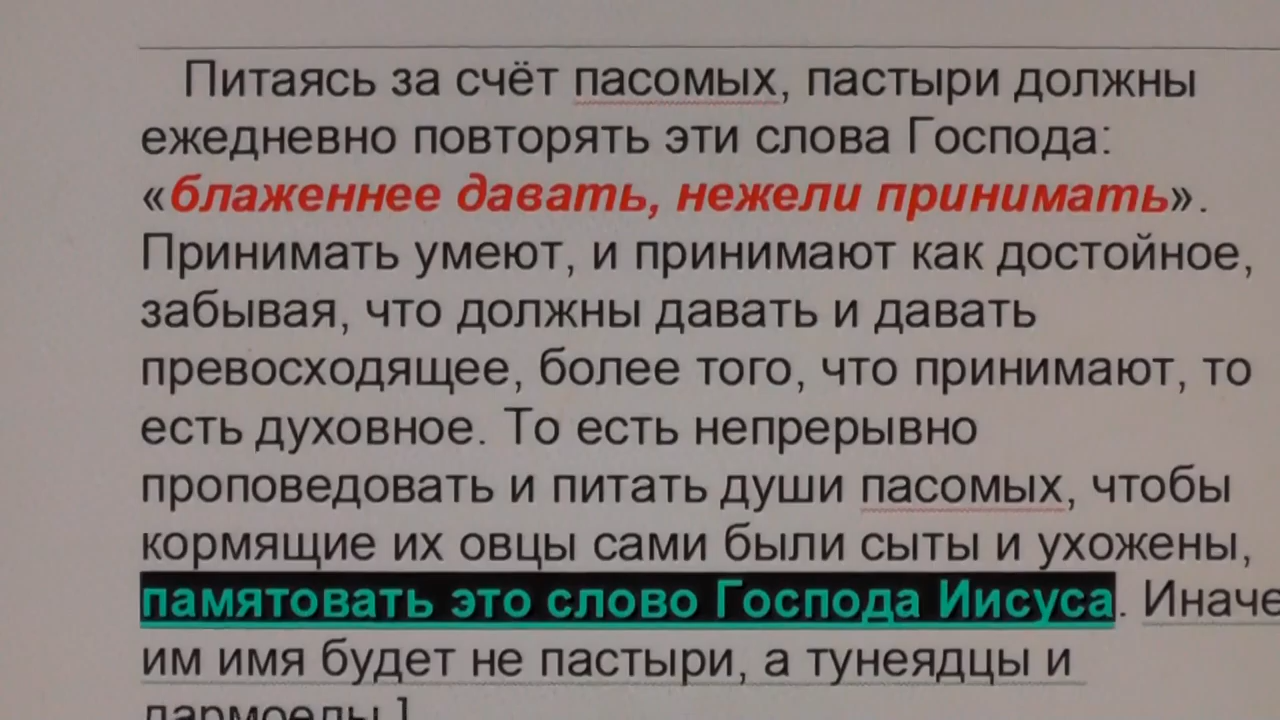 Питаясь за счёт пасомых, пастыри должны
ежедневно повторять эти слова Господа:
«блаженнее давать, нежели принимать».
Принимать умеют, и принимают как достойное,
забывая, что должны давать и давать
превосходящее, более того, что принимают, то
есть духовное. То есть непрерывно
проповедовать и питать души пасомых, чтобы
кормящие их овцы сами были сыты и ухожены,
памятовать это слово Господа Иисуса. Иначе
им имя будет не пастыри, а тунеядцы и
дармоеды.]